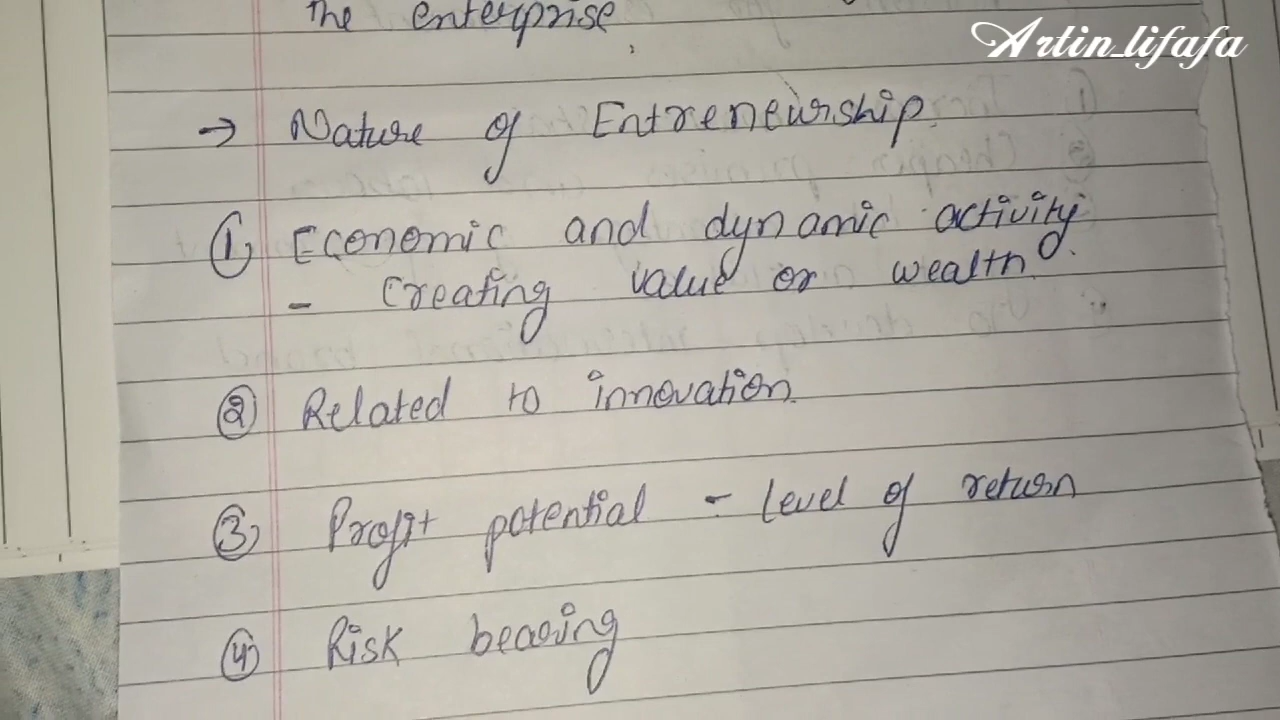 the enterprise
Artin_lifafa
→ Nature of Entreneurship
① Economic and dynamic activity.
- Creating value or wealth
② Related to innovation.
③ Profit potential - Level of return
④ Risk bearing